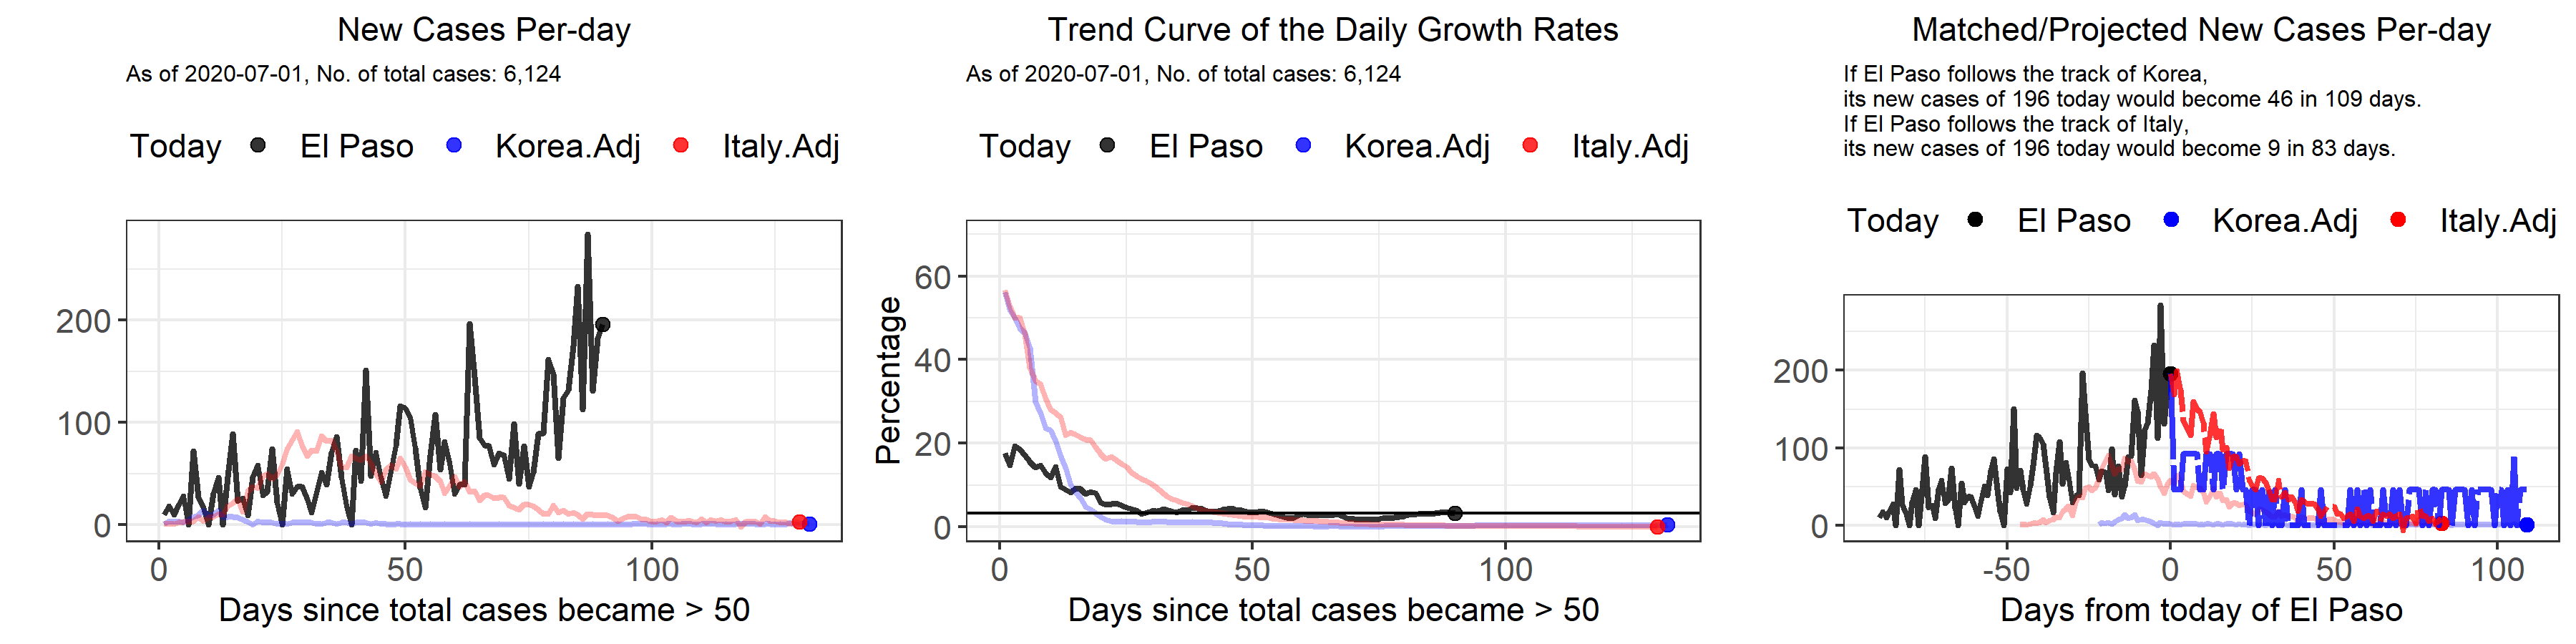 New Cases Per-day
As of 2020-07-01, No. of total cases: 6,124
Today El Paso Korea.Adj Italy.Adj
200
100
0
0 50 100
Days since total cases became > 50
Trend Curve of the Daily Growth Rates
As of 2020-07-01, No. of total cases: 6,124
Today El Paso Korea.Adj Italy.Adj
Percentage
60
40
20
0
0 50 100
Days since total cases became > 50
Matched/Projected New Cases Per-day
If El Paso follows the track of Korea,
its new cases of 196 today would become 46 in 109 days.
If El Paso follows the track of Italy,
its new cases of 196 today would become 9 in 83 days.
Today El Paso Korea.Adj Italy.Adj
200
100
0
-50 0 50 100
Days from today of El Paso